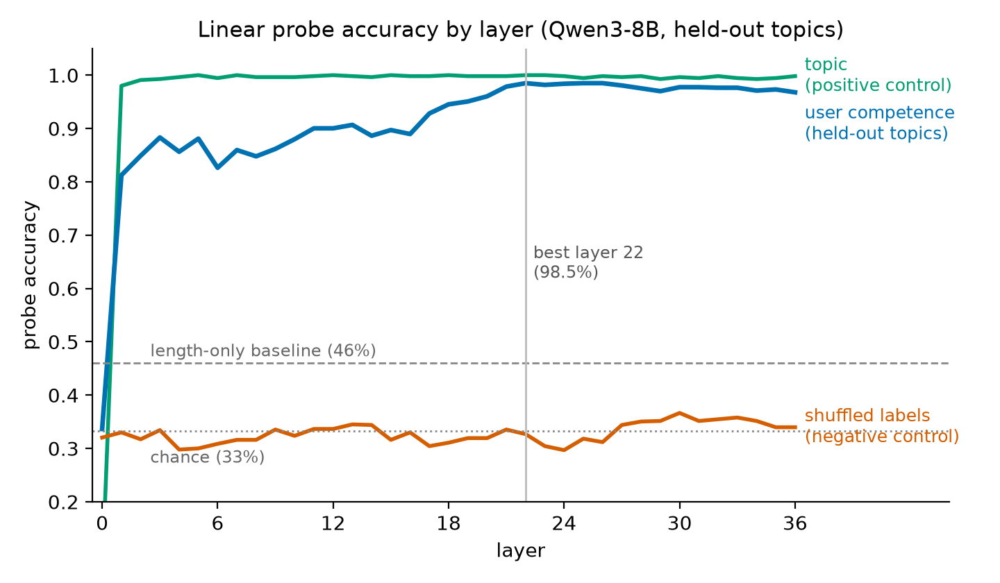 Linear probe accuracy by layer (Qwen3-8B, held-out topics)
1.0
0.9
0.8
0.7
0.6
0.5
0.4
0.3
0.2
probe accuracy
topic
(positive control)
user competence
(held-out topics)
best layer 22
(98.5%)
length-only baseline (46%)
shuffled labels
(negative control)
chance (33%)
0 6 12 18 24 30 36
layer